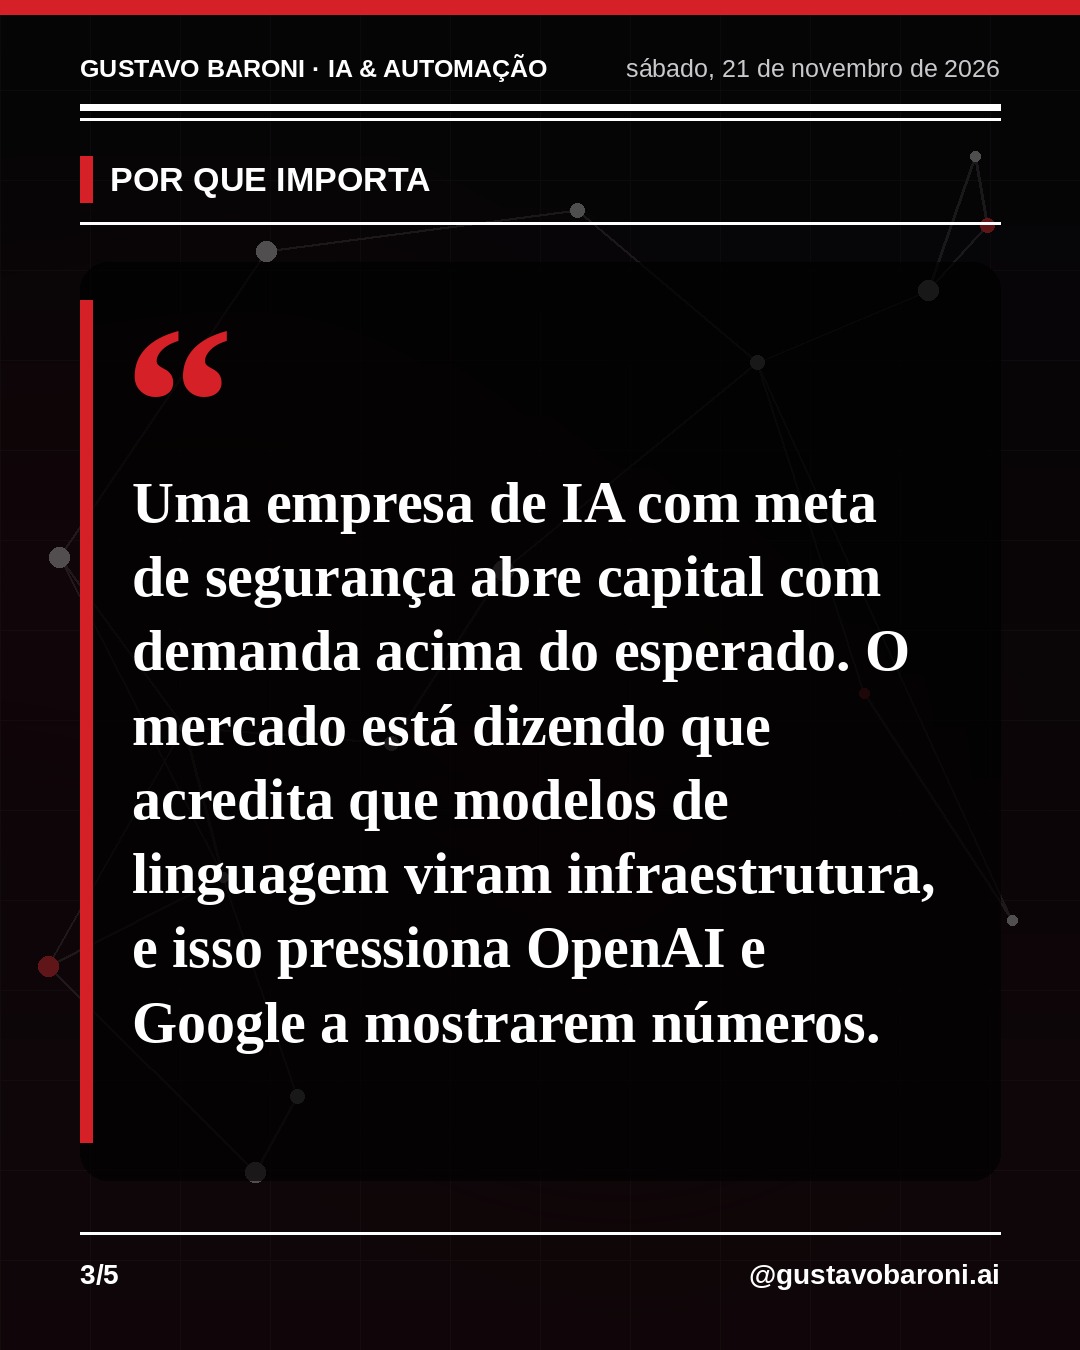 GUSTAVO BARONI · IA & AUTOMAÇÃO
sábado, 21 de novembro de 2026
POR QUE IMPORTA
“
Uma empresa de IA com meta
de segurança abre capital com
demanda acima do esperado. O
mercado está dizendo que
acredita que modelos de
linguagem viram infraestrutura,
e isso pressiona OpenAI e
Google a mostrarem números.
3/5
@gustavobaroni.ai